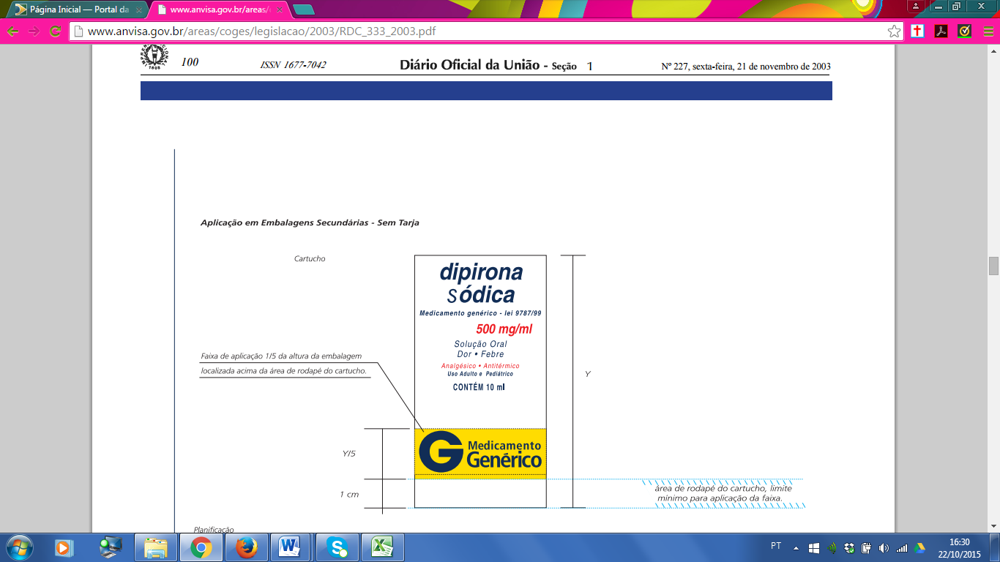 Página Inicial — Portal da
www.anvisa.gov.br/areas/
www.anvisa.gov.br/areas/coges/legislacao/2003/RDC_333_2003.pdf
100
ISSN 1677-7042
Diário Oficial da União - Seção 1
Nº 227, sexta-feira, 21 de novembro de 2003
Aplicação em Embalagens Secundárias - Sem Tarja
Cartucho
dipirona
sódica
Medicamento genérico - lei 9787/99
500 mg/ml
Solução Oral
Dor • Febre
Analgésico • Antitérmico
Uso Adulto e Pediátrico
CONTÉM 10 ml
Faixa de aplicação 1/5 da altura da embalagem
localizada acima da área de rodapé do cartucho.
Y
G Medicamento
Genérico
Y/5
1 cm
área de rodapé do cartucho, limite
mínimo para aplicação da faixa.
Planificação
PT
16:30
22/10/2015